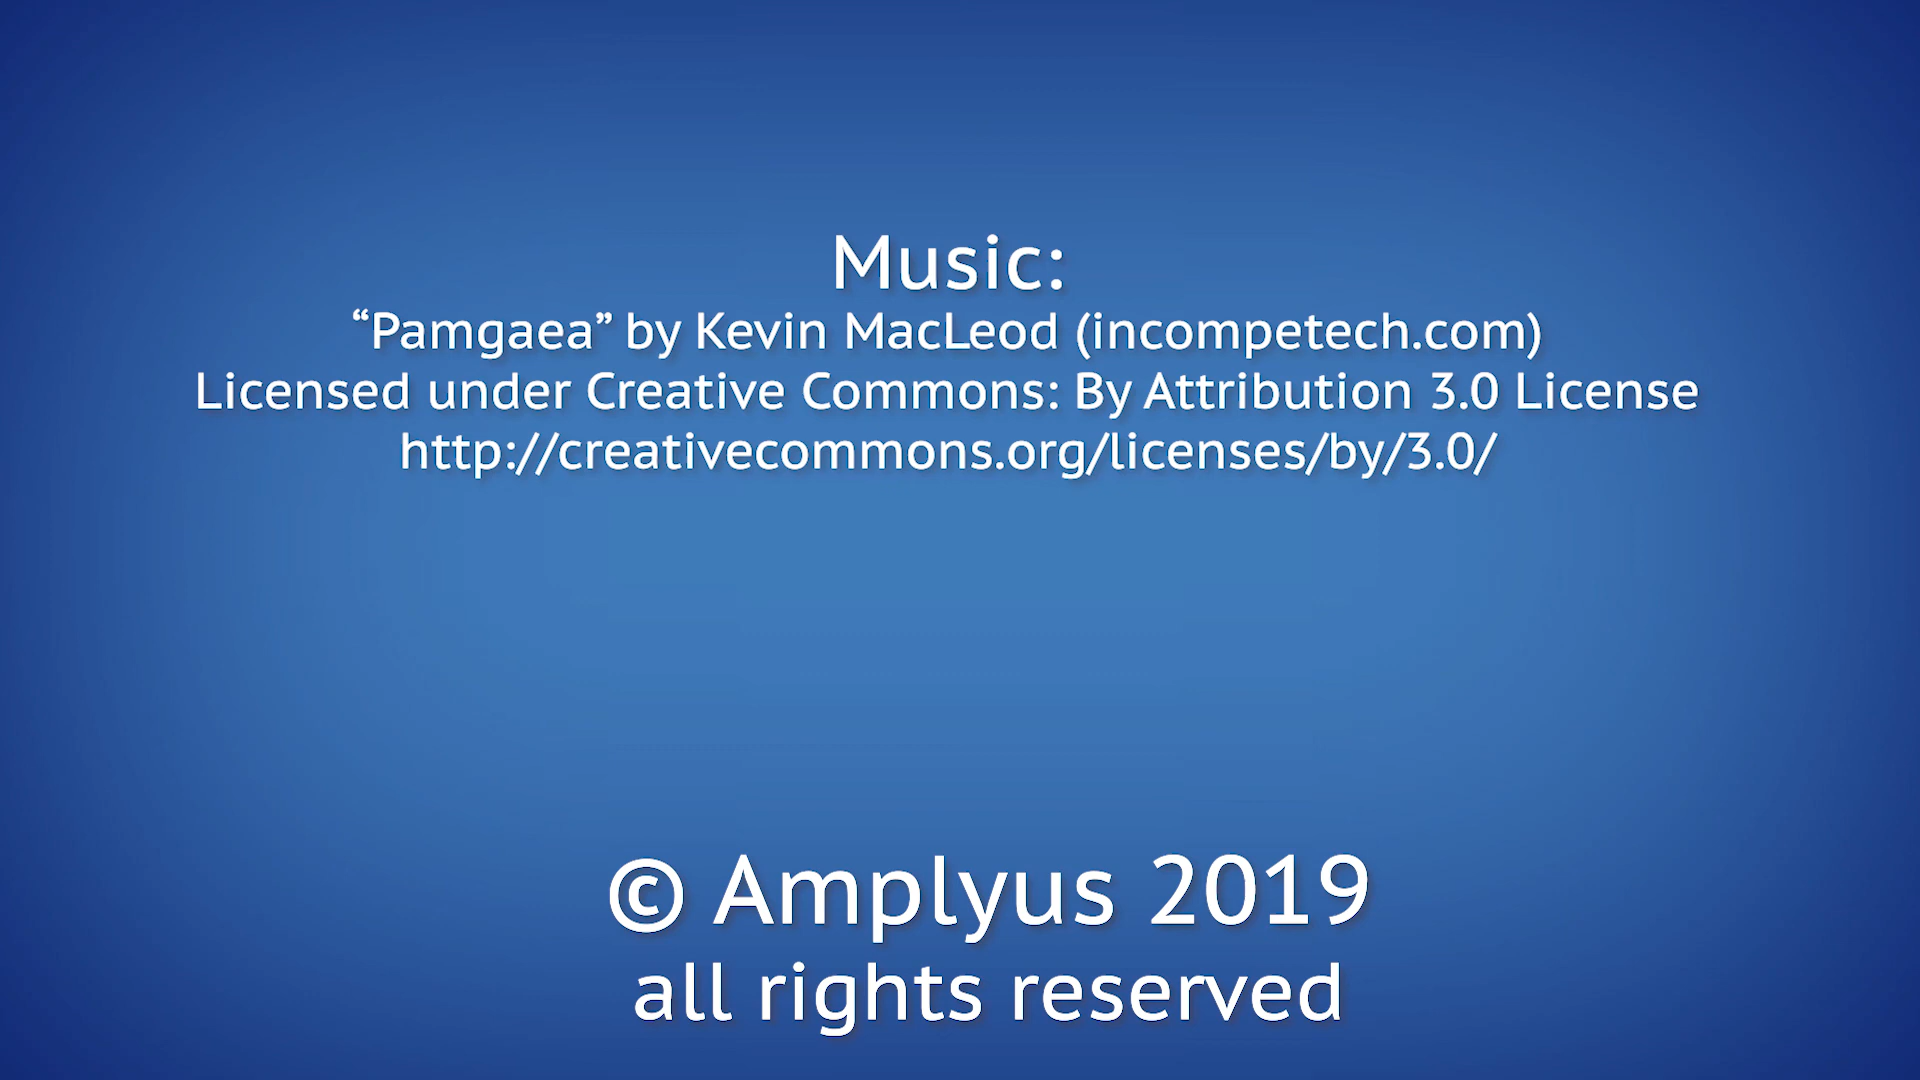 Music:
“Pamgaea” by Kevin MacLeod (incompetech.com)
Licensed under Creative Commons: By Attribution 3.0 License
http://creativecommons.org/licenses/by/3.0/
© Amplyus 2019
all rights reserved